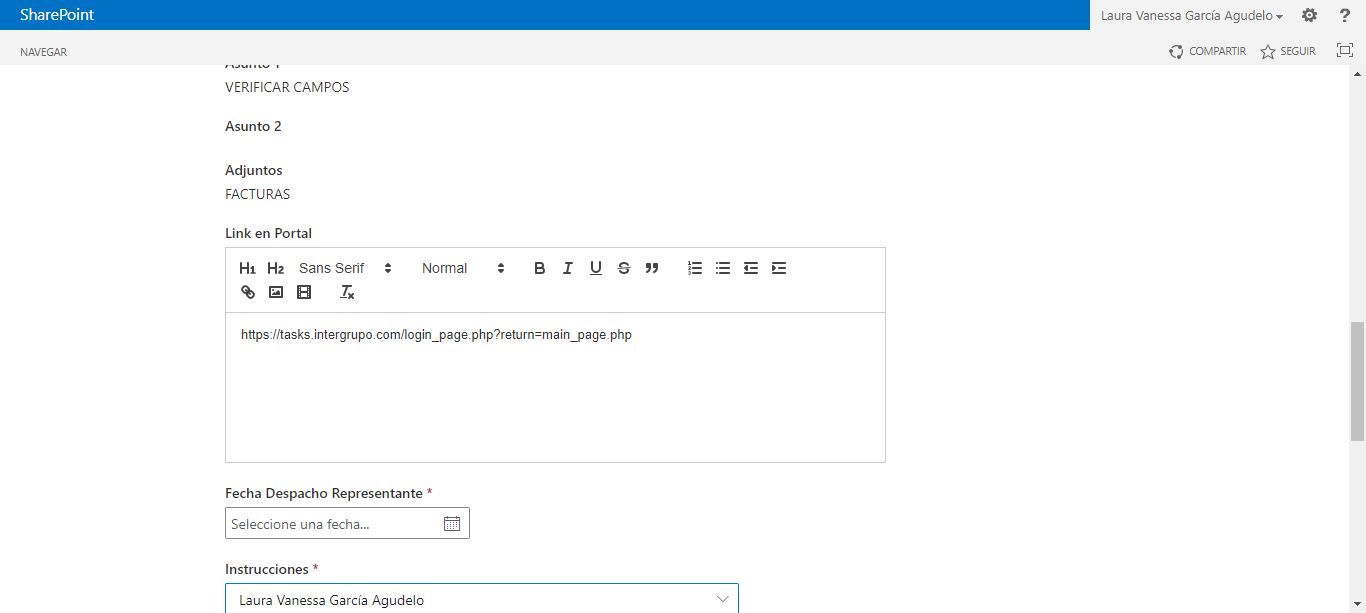 SharePoint
Laura Vanessa García Agudelo
?
NAVEGAR
COMPARTIR
SEGUIR
Asunto 1
VERIFICAR CAMPOS
Asunto 2
Adjuntos
FACTURAS
Link en Portal
H1 H2 Sans Serif Normal B I U S
https://tasks.intergrupo.com/login_page.php?return=main_page.php
Fecha Despacho Representante *
Seleccione una fecha...
Instrucciones *
Laura Vanessa García Agudelo